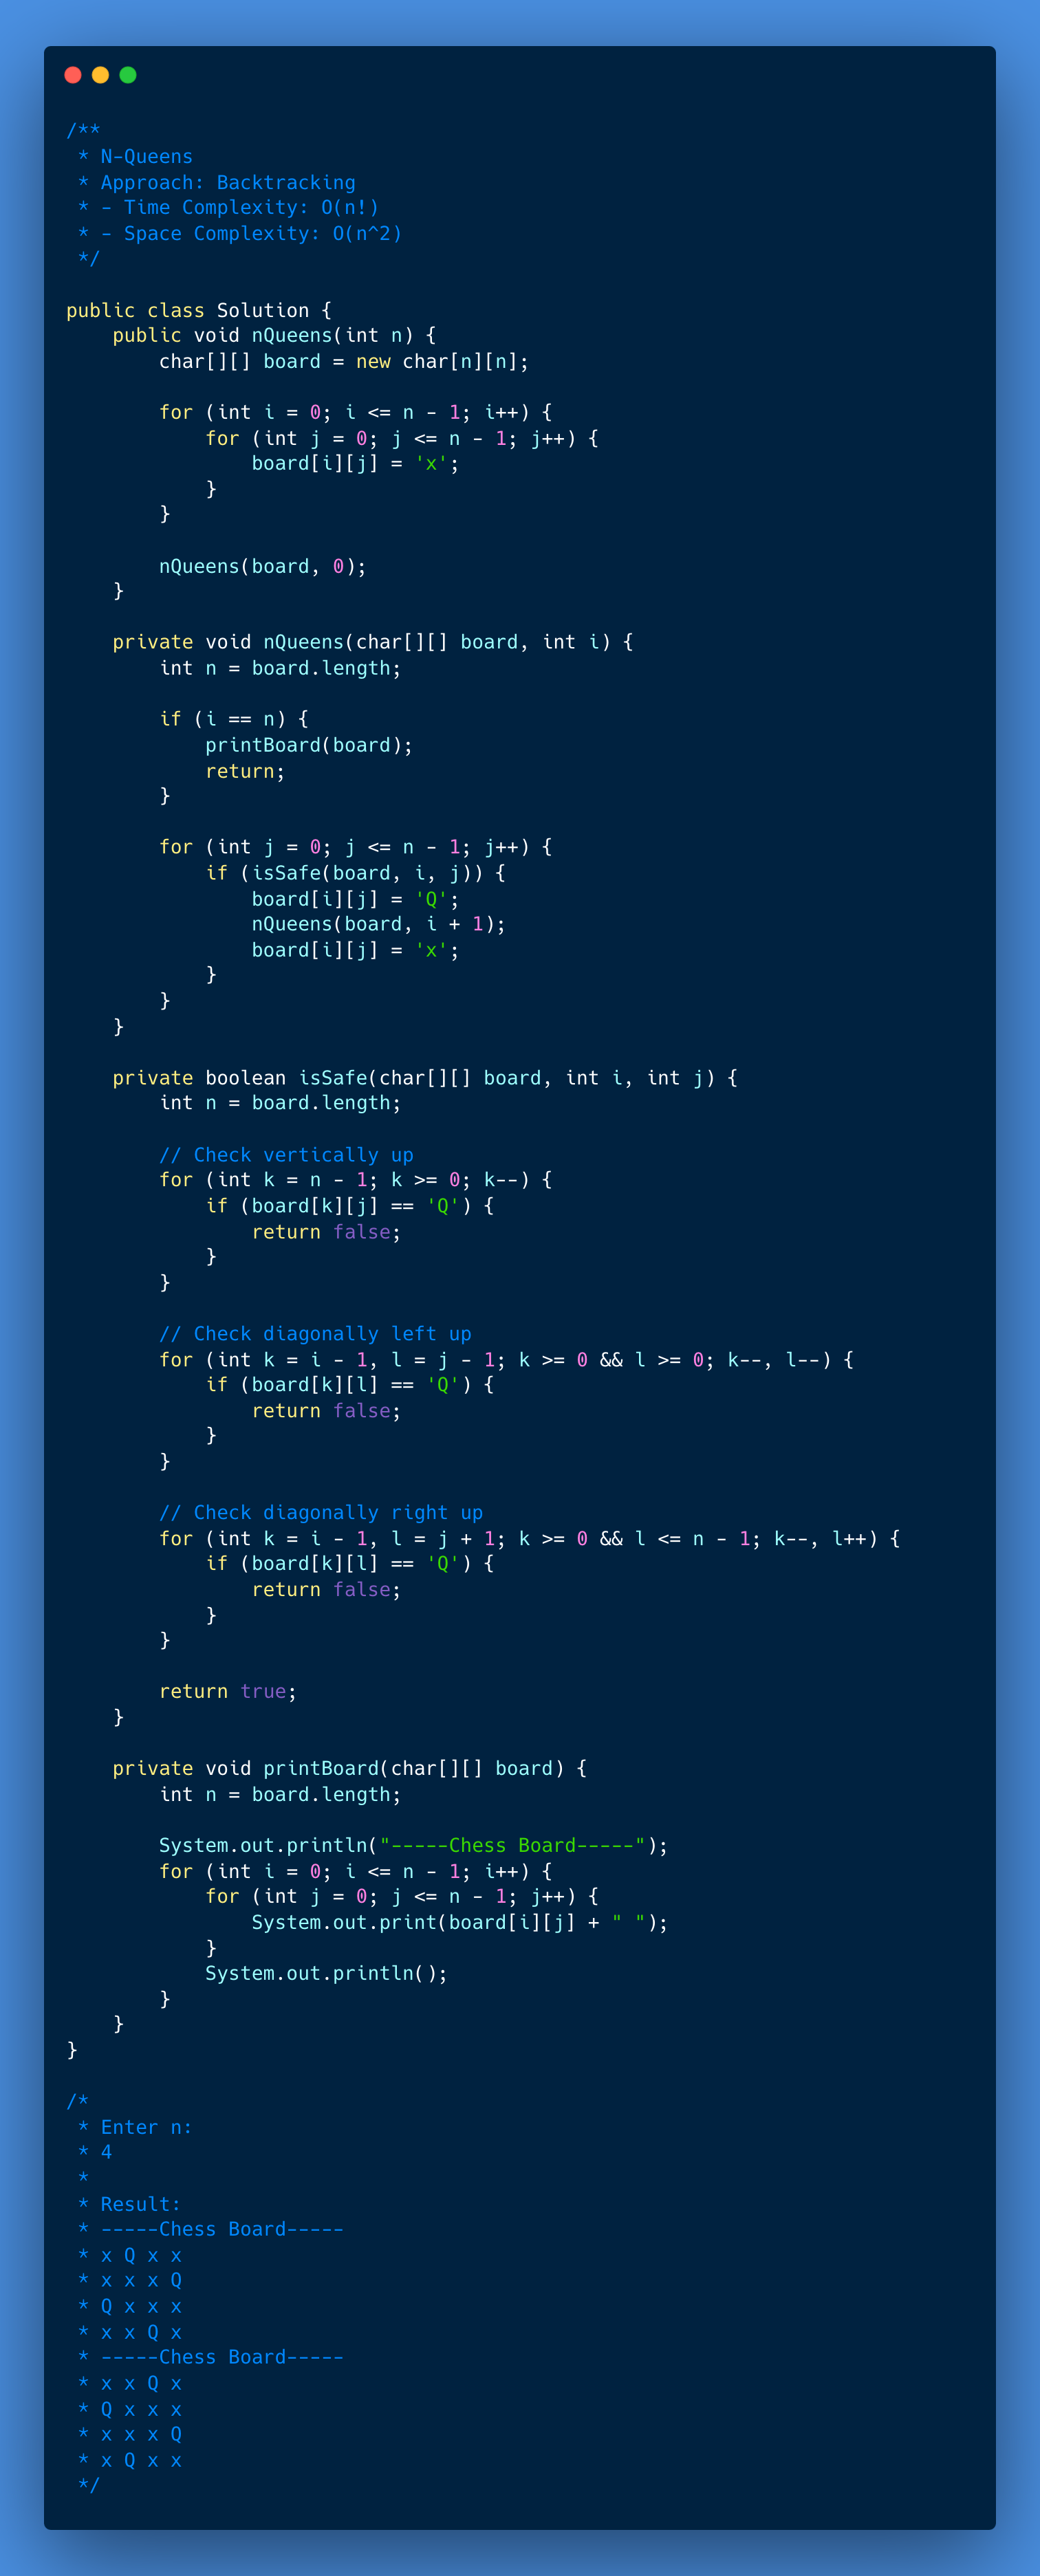 /**
 * N-Queens
 * Approach: Backtracking
 * - Time Complexity: O(n!)
 * - Space Complexity: O(n^2)
 */

public class Solution {
    public void nQueens(int n) {
        char[][] board = new char[n][n];

        for (int i = 0; i <= n - 1; i++) {
            for (int j = 0; j <= n - 1; j++) {
                board[i][j] = 'x';
            }
        }

        nQueens(board, 0);
    }

    private void nQueens(char[][] board, int i) {
        int n = board.length;

        if (i == n) {
            printBoard(board);
            return;
        }

        for (int j = 0; j <= n - 1; j++) {
            if (isSafe(board, i, j)) {
                board[i][j] = 'Q';
                nQueens(board, i + 1);
                board[i][j] = 'x';
            }
        }
    }

    private boolean isSafe(char[][] board, int i, int j) {
        int n = board.length;

        // Check vertically up
        for (int k = n - 1; k >= 0; k--) {
            if (board[k][j] == 'Q') {
                return false;
            }
        }

        // Check diagonally left up
        for (int k = i - 1, l = j - 1; k >= 0 && l >= 0; k--, l--) {
            if (board[k][l] == 'Q') {
                return false;
            }
        }

        // Check diagonally right up
        for (int k = i - 1, l = j + 1; k >= 0 && l <= n - 1; k--, l++) {
            if (board[k][l] == 'Q') {
                return false;
            }
        }

        return true;
    }

    private void printBoard(char[][] board) {
        int n = board.length;

        System.out.println("-----Chess Board-----");
        for (int i = 0; i <= n - 1; i++) {
            for (int j = 0; j <= n - 1; j++) {
                System.out.print(board[i][j] + " ");
            }
            System.out.println();
        }
    }
}

/*
 * Enter n:
 * 4
 *
 * Result:
 * -----Chess Board-----
 * x Q x x
 * x x x Q
 * Q x x x
 * x x Q x
 * -----Chess Board-----
 * x x Q x
 * Q x x x
 * x x x Q
 * x Q x x
 */